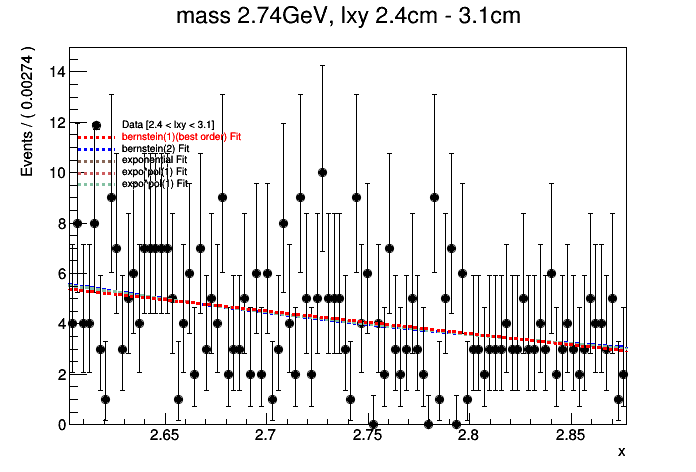 mass 2.74GeV, lxy 2.4cm - 3.1cm
Events / ( 0.00274 )
14
12
10
8
6
4
2
0
Data [2.4 < lxy < 3.1]
bernstein(1)(best order) Fit
bernstein(2) Fit
exponential Fit
expo*pol(1) Fit
expo*pol(1) Fit
2.65
2.7
2.75
2.8
2.85
x